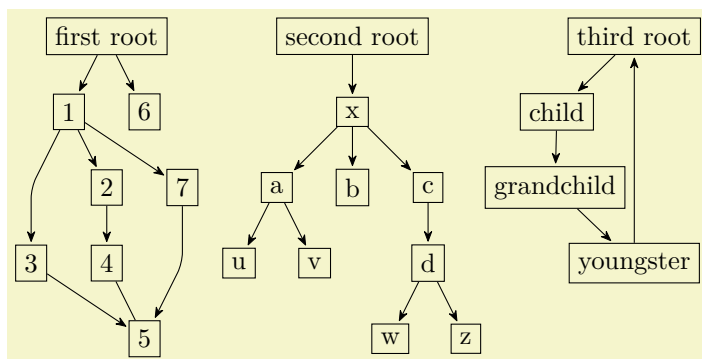 first root
second root
third root
1
6
x
child
2
7
a
b
c
grandchild
3
4
u
v
d
youngster
5
w
z